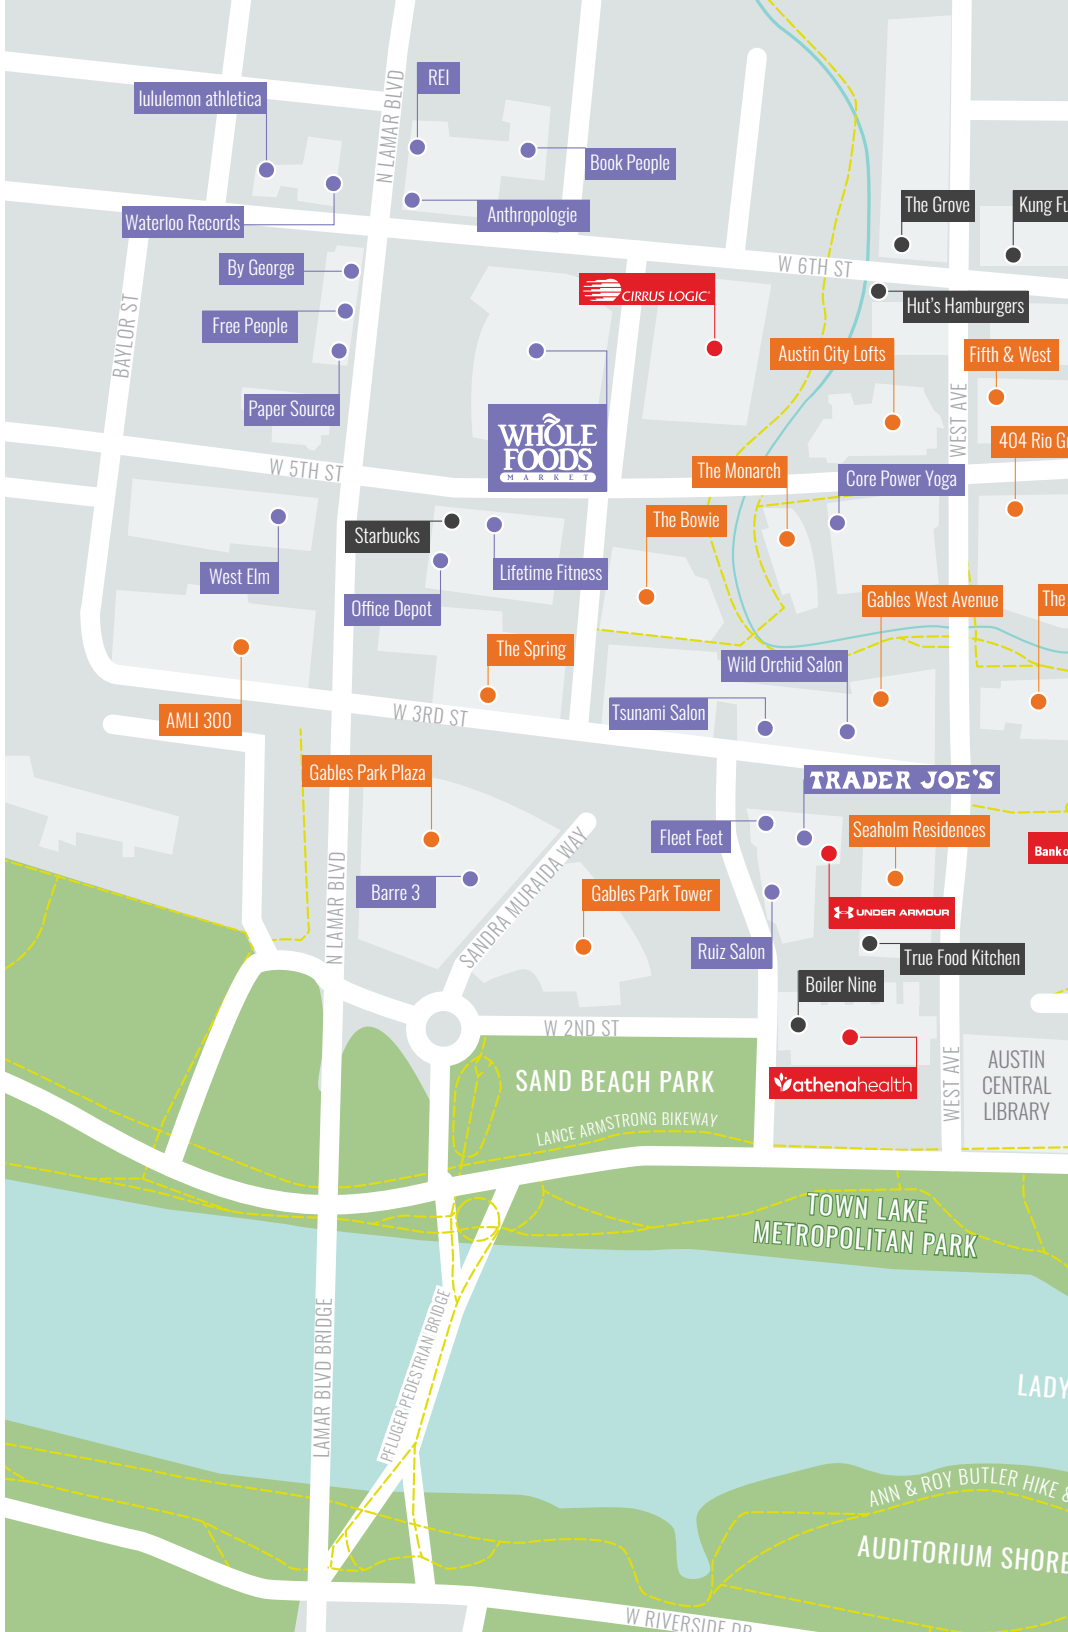 REI
N LAMAR BLVD
lululemon athletica
Book People
The Grove
Kung Fu
Anthropologie
Waterloo Records
By George
W 6TH ST
CIRRUS LOGIC
Hut's Hamburgers
BAYLOR ST
Free People
Austin City Lofts
Fifth & West
WEST AVE
Paper Source
WHOLE
FOODS
MARKET
404 Rio Gr
W 5TH ST
The Monarch
Core Power Yoga
Starbucks
The Bowie
West Elm
Lifetime Fitness
Office Depot
Gables West Avenue
The
The Spring
Wild Orchid Salon
AMLI 300
W 3RD ST
Tsunami Salon
Gables Park Plaza
TRADER JOE'S
Fleet Feet
Seaholm Residences
Bank o
N LAMAR BLVD
SANDRA MURAIDA WAY
Barre 3
Gables Park Tower
UNDER ARMOUR
Ruiz Salon
True Food Kitchen
Boiler Nine
W 2ND ST
WEST AVE
AUSTIN
CENTRAL
LIBRARY
SAND BEACH PARK
athenahealth
LANCE ARMSTRONG BIKEWAY
TOWN LAKE
METROPOLITAN PARK
LAMAR BLVD BRIDGE
PFLUGER PEDESTRIAN BRIDGE
LADY
ANN & ROY BUTLER HIKE &
AUDITORIUM SHORE
W RIVERSIDE DR